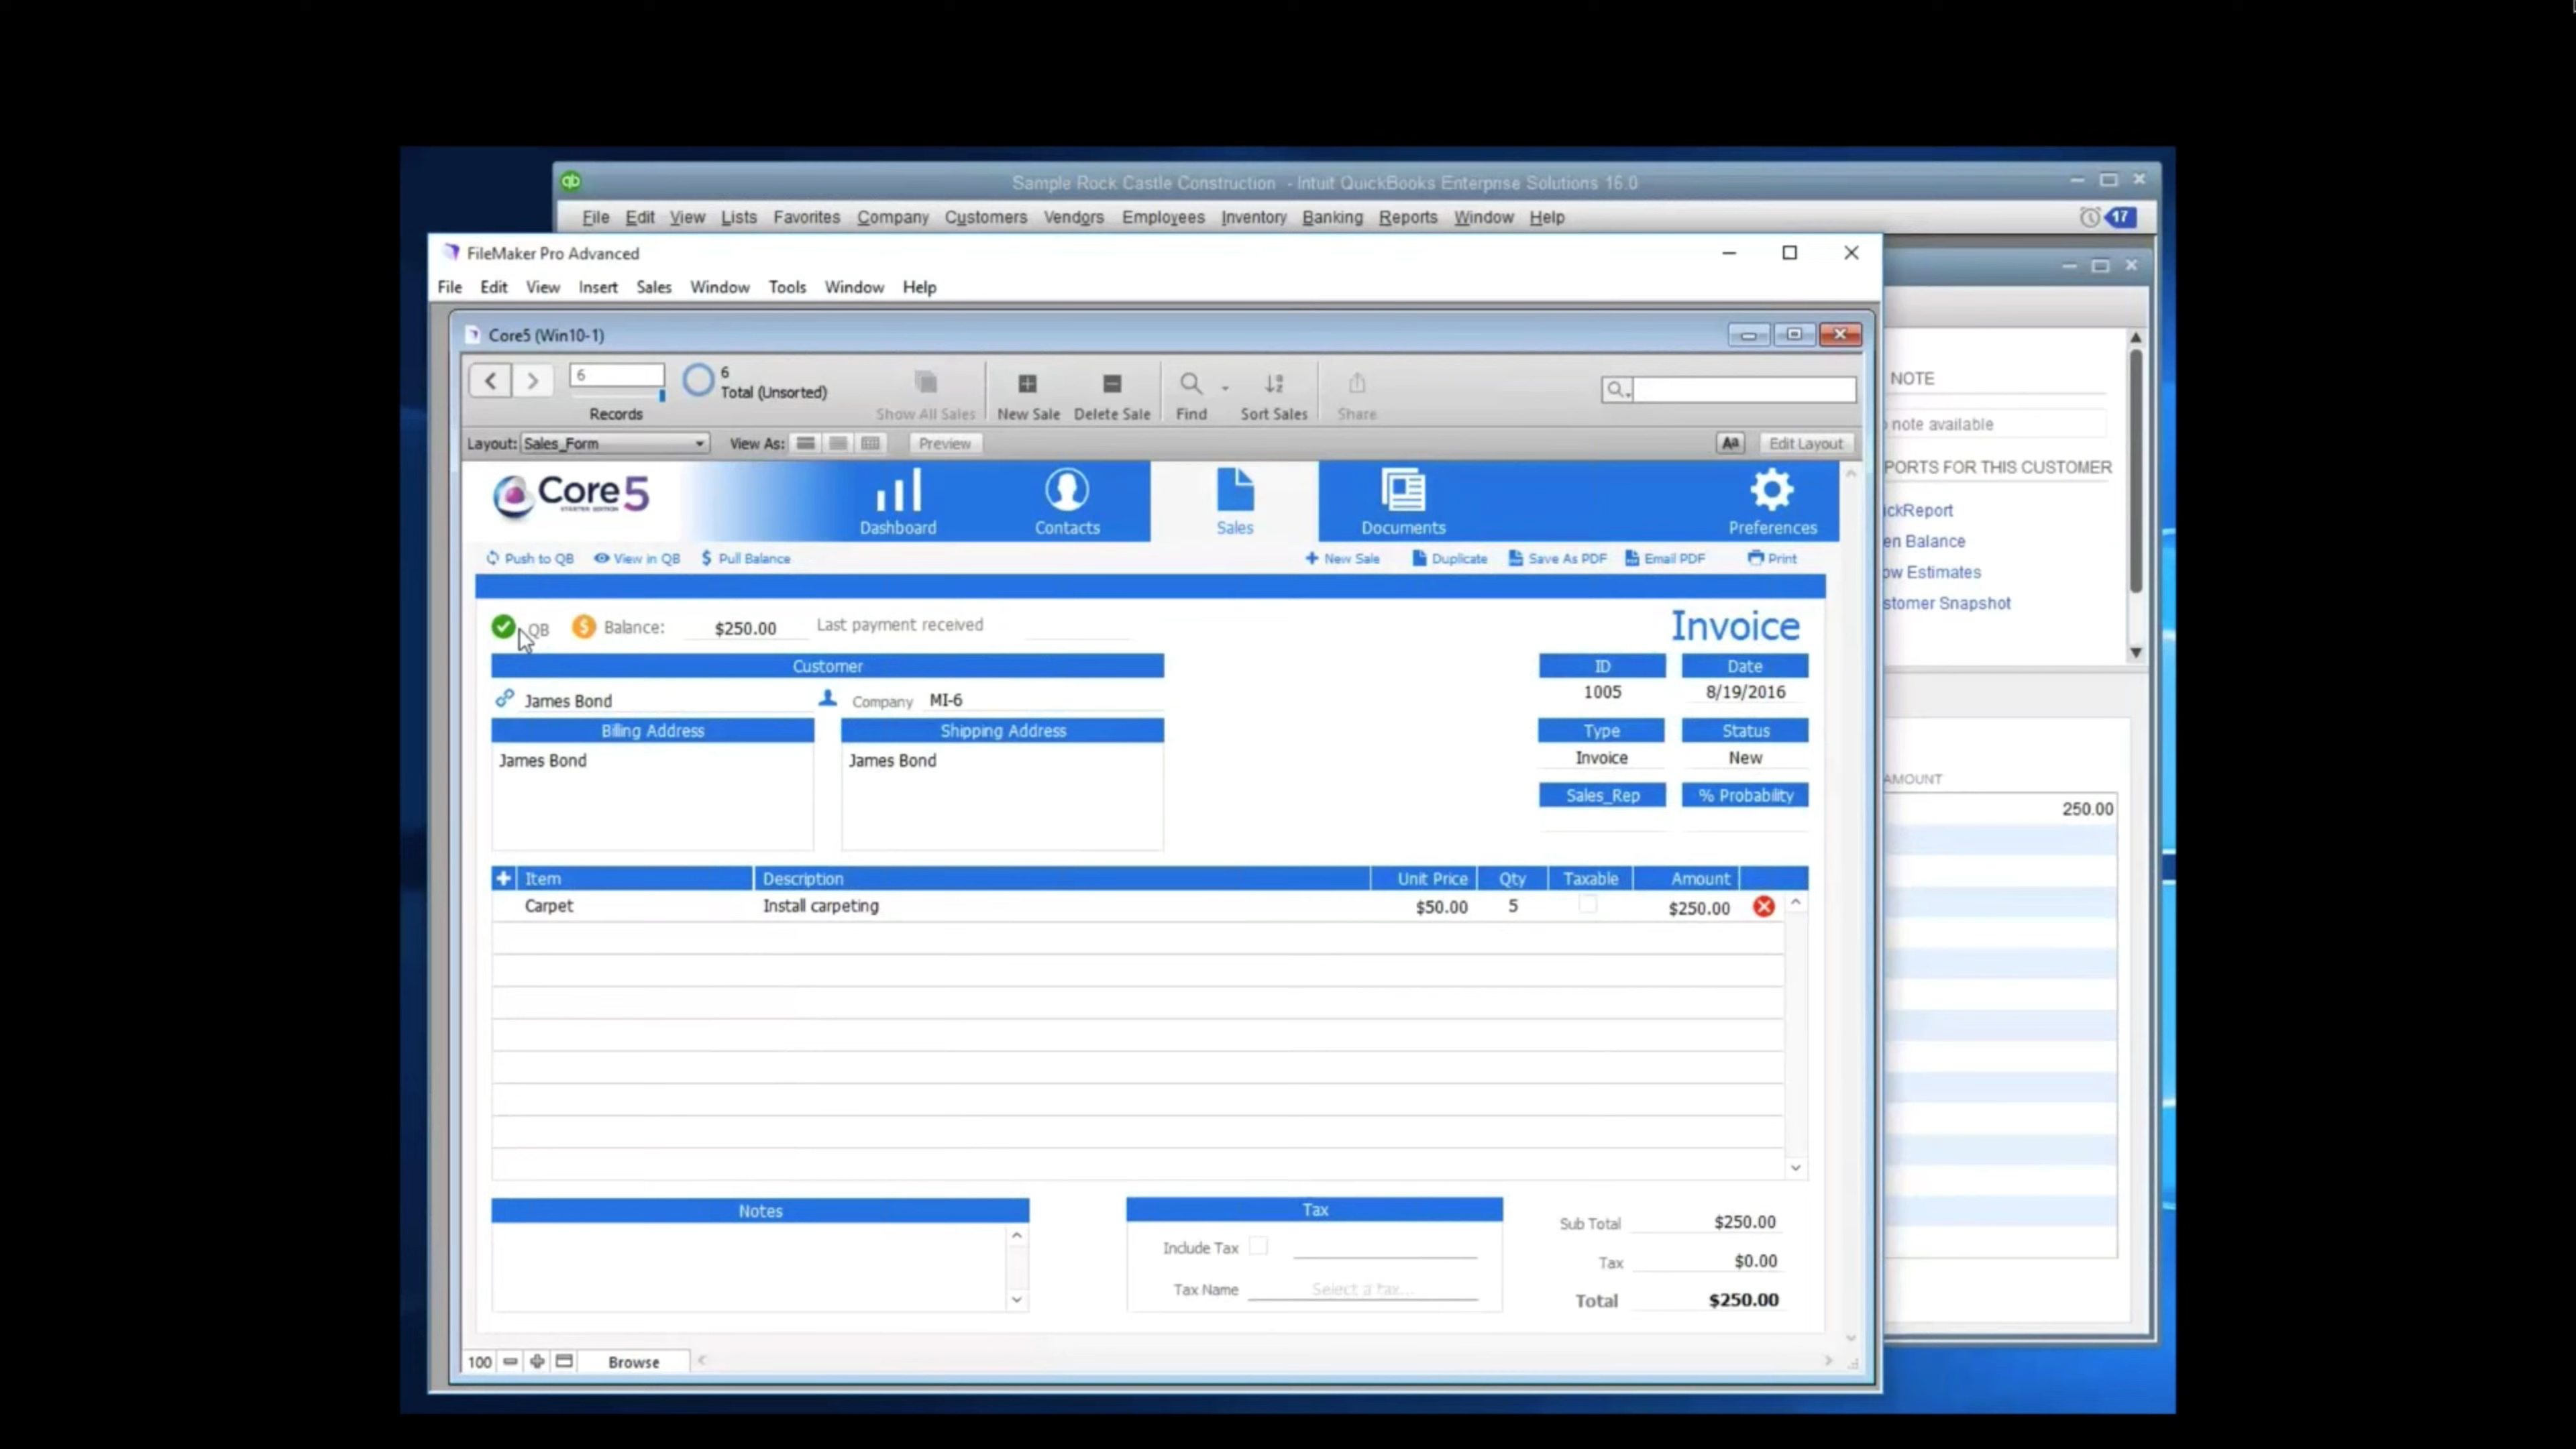 Sample Rock Castle Construction - Intuit QuickBooks Enterprise Solutions 16.0
File Edit View Lists Favorites Company Customers Vendors Employees Inventory Banking Reports Window Help
17
FileMaker Pro Advanced
File Edit View Insert Sales Window Tools Window Help
Core5 (Win10-1)
6
6
Total (Unsorted)
Records
Show All Sales
New Sale
Delete Sale
Find
Sort Sales
Share
Layout: Sales_Form
View As:
Preview
Aa
Edit Layout
Core5
STARTER EDITION
Dashboard
Contacts
Sales
Documents
Preferences
Push to QB
View in QB
$ Pull Balance
New Sale
Duplicate
Save As PDF
Email PDF
Print
QB
$ Balance: $250.00
Last payment received
Invoice
Customer
James Bond
Company MI-6
Billing Address
James Bond
Shipping Address
James Bond
ID
1005
Date
8/19/2016
Type
Invoice
Status
New
Sales_Rep
% Probability
Item Description Unit Price Qty Taxable Amount
Carpet Install carpeting $50.00 5 $250.00
Notes
Tax
Include Tax
Tax Name Select a tax...
Sub Total $250.00
Tax $0.00
Total $250.00
100
Browse
NOTE
note available
PORTS FOR THIS CUSTOMER
ickReport
en Balance
ow Estimates
stomer Snapshot
AMOUNT
250.00